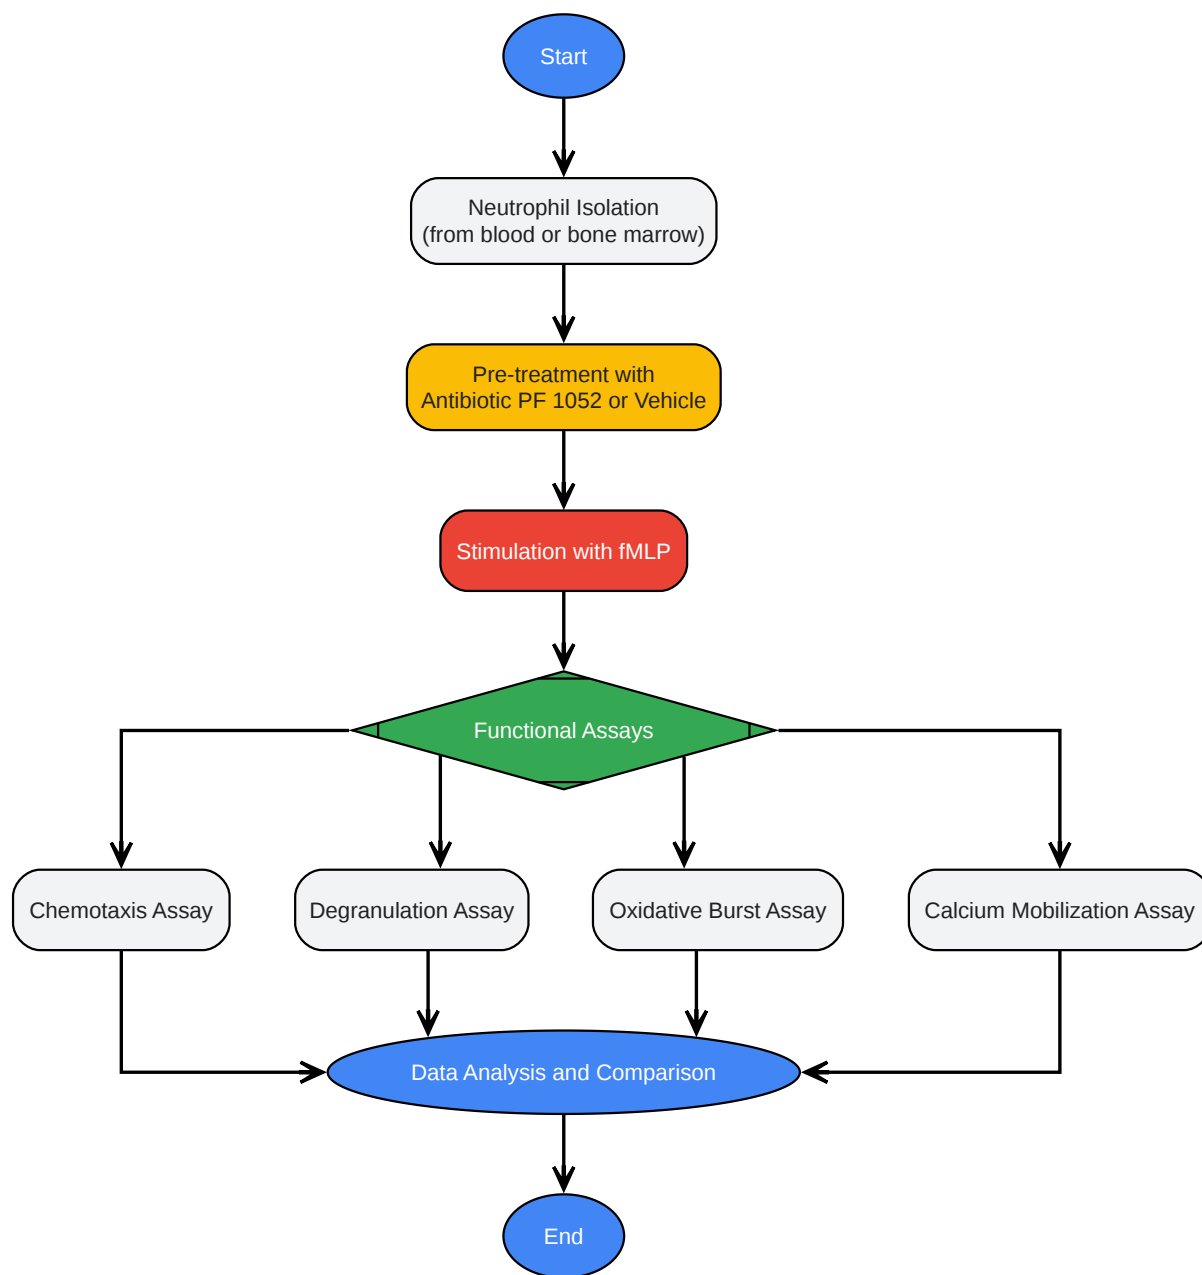 Start
Neutrophil Isolation
(from blood or bone marrow)
Pre-treatment with
Antibiotic PF 1052 or Vehicle
Stimulation with fMLP
Functional Assays
Chemotaxis Assay
Degranulation Assay
Oxidative Burst Assay
Calcium Mobilization Assay
Data Analysis and Comparison
End